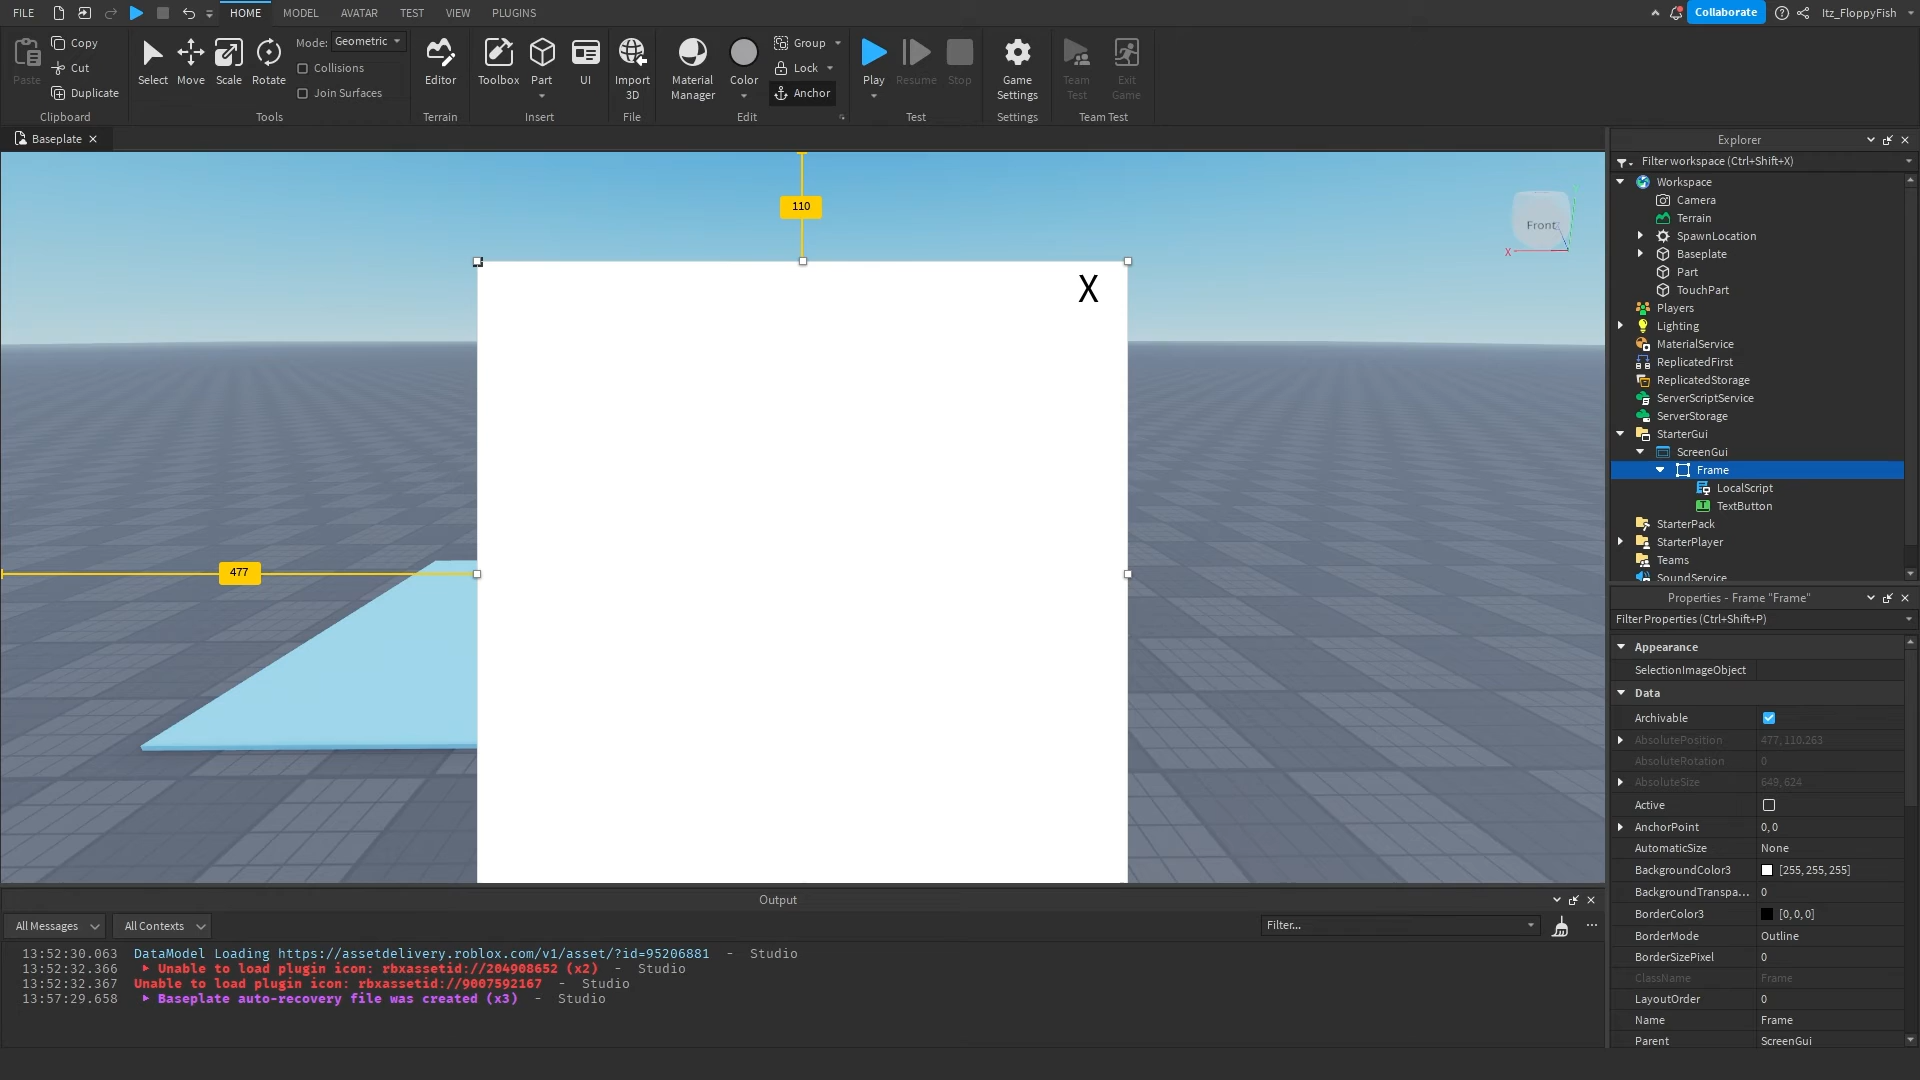 FILE HOME MODEL AVATAR TEST VIEW PLUGINS Collaborate Itz_FloppyFish
Paste Copy Cut Duplicate Clipboard
Select Move Scale Rotate Mode: Geometric Collisions Join Surfaces Tools
Editor Terrain
Toolbox Part UI Insert
Import 3D File
Material Manager Color Group Lock Anchor Edit
Play Resume Stop Test
Game Settings Settings
Team Test Exit Game Team Test
Baseplate
110
Front
X
X
477
Explorer
Filter workspace (Ctrl+Shift+X)
Workspace
Camera
Terrain
SpawnLocation
Baseplate
Part
TouchPart
Players
Lighting
MaterialService
ReplicatedFirst
ReplicatedStorage
ServerScriptService
ServerStorage
StarterGui
ScreenGui
Frame
LocalScript
TextButton
StarterPack
StarterPlayer
Teams
SoundService
Properties - Frame "Frame"
Filter Properties (Ctrl+Shift+P)
Appearance
SelectionImageObject
Data
Archivable
AbsolutePosition 477, 110.263
AbsoluteRotation 0
AbsoluteSize 649, 624
Active
AnchorPoint 0, 0
AutomaticSize None
BackgroundColor3 [255, 255, 255]
BackgroundTranspa... 0
BorderColor3 [0, 0, 0]
BorderMode Outline
BorderSizePixel 0
ClassName Frame
LayoutOrder 0
Name Frame
Parent ScreenGui
Output
All Messages All Contexts Filter...
13:52:30.063 DataModel Loading https://assetdelivery.roblox.com/v1/asset/?id=95206881 - Studio
13:52:32.366 Unable to load plugin icon: rbxassetid://204908652 (x2) - Studio
13:52:32.367 Unable to load plugin icon: rbxassetid://9007592167 - Studio
13:57:29.658 Baseplate auto-recovery file was created (x3) - Studio